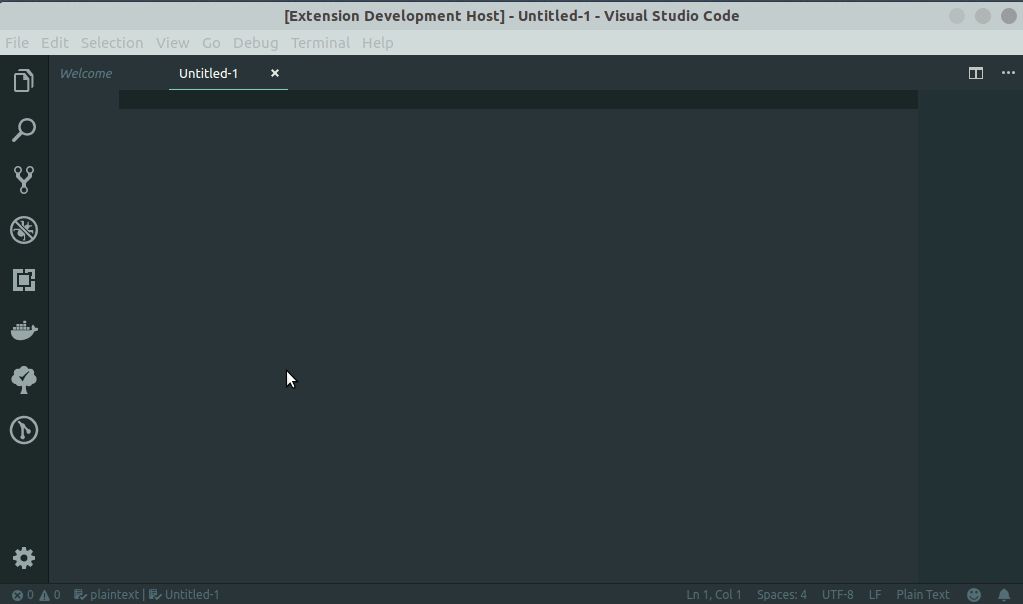 [Extension Development Host] - Untitled-1 - Visual Studio Code
File Edit Selection View Go Debug Terminal Help
Welcome Untitled-1
0 0 plaintext | Untitled-1 Ln 1, Col 1 Spaces: 4 UTF-8 LF Plain Text